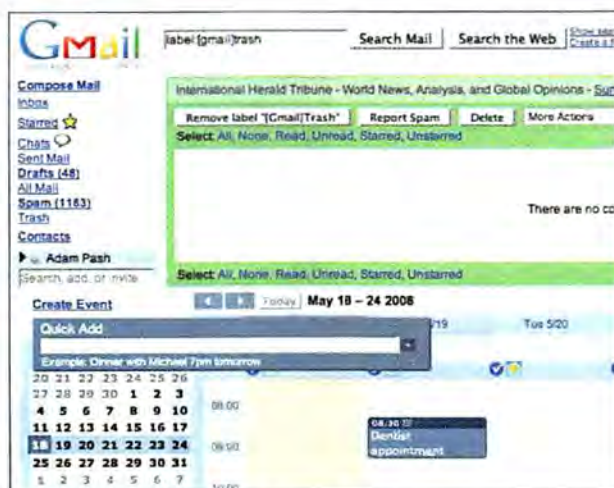 Gmail
label:[gmail]trash
Search Mail
Search the Web
Compose Mail
Inbox
Starred
Chats
Sent Mail
Drafts (48)
All Mail
Spam (1163)
Trash
Contacts
Adam Pash
Search, add, or invite
International Herald Tribune - World News, Analysis, and Global Opinions -
Remove label "[Gmail]Trash"
Report Spam
Delete
More Actions
Select: All, None, Read, Unread, Starred, Unstarred
There are no co
Select: All, None, Read, Unread, Starred, Unstarred
Create Event
Today
May 18 – 24 2008
Quick Add
Example: Dinner with Michael 7pm tomorrow
/19
Tue 5/20
20 21 22 23 24 25 26
27 28 29 30 1 2 3
4 5 6 7 8 9 10
11 12 13 14 15 16 17
18 19 20 21 22 23 24
25 26 27 28 29 30 31
1 2 3 4 5 6 7
08:00
08:30
Dentist
appointment
09:00
10:00